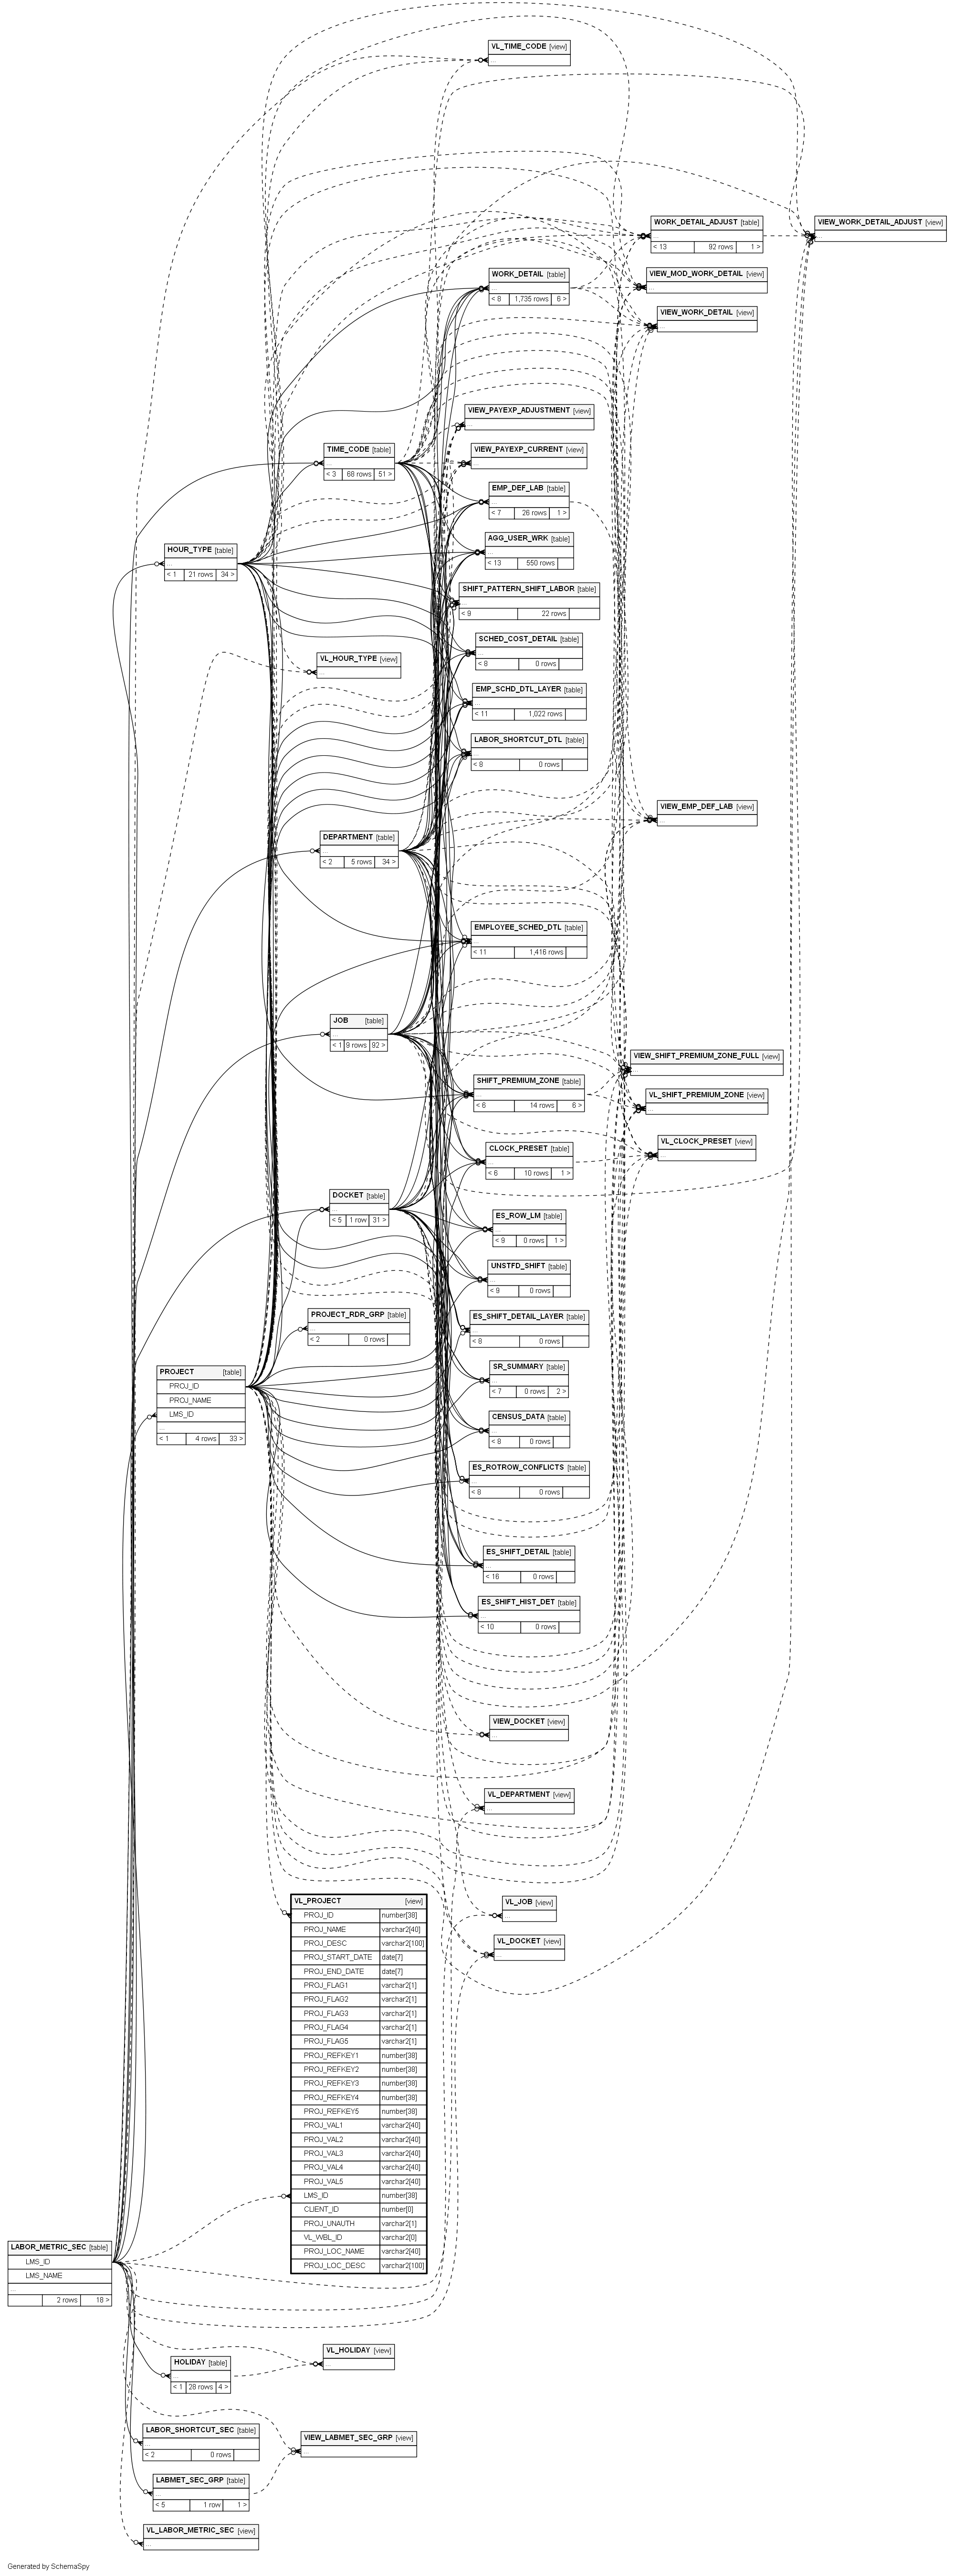 VL_TIME_CODE [view]
...
WORK_DETAIL_ADJUST [table]
...
< 13 92 rows 1 >
VIEW_WORK_DETAIL_ADJUST [view]
...
WORK_DETAIL [table]
...
< 8 1,735 rows 6 >
VIEW_MOD_WORK_DETAIL [view]
...
VIEW_WORK_DETAIL [view]
...
VIEW_PAYEXP_ADJUSTMENT [view]
...
TIME_CODE [table]
...
< 3 68 rows 51 >
VIEW_PAYEXP_CURRENT [view]
...
EMP_DEF_LAB [table]
...
< 7 26 rows 1 >
AGG_USER_WRK [table]
...
< 13 550 rows
HOUR_TYPE [table]
...
< 1 21 rows 34 >
SHIFT_PATTERN_SHIFT_LABOR [table]
...
< 9 22 rows
SCHED_COST_DETAIL [table]
...
< 8 0 rows
VL_HOUR_TYPE [view]
...
EMP_SCHD_DTL_LAYER [table]
...
< 11 1,022 rows
LABOR_SHORTCUT_DTL [table]
...
< 8 0 rows
VIEW_EMP_DEF_LAB [view]
...
DEPARTMENT [table]
...
< 2 5 rows 34 >
EMPLOYEE_SCHED_DTL [table]
...
< 11 1,416 rows
JOB [table]
...
< 1 9 rows 92 >
VIEW_SHIFT_PREMIUM_ZONE_FULL [view]
...
SHIFT_PREMIUM_ZONE [table]
...
< 6 14 rows 6 >
VL_SHIFT_PREMIUM_ZONE [view]
...
VL_CLOCK_PRESET [view]
...
CLOCK_PRESET [table]
...
< 6 10 rows 1 >
DOCKET [table]
...
< 5 1 row 31 >
ES_ROW_LM [table]
...
< 9 0 rows 1 >
UNSTFD_SHIFT [table]
...
< 9 0 rows
PROJECT_RDR_GRP [table]
...
< 2 0 rows
ES_SHIFT_DETAIL_LAYER [table]
...
< 8 0 rows
PROJECT [table]
PROJ_ID
PROJ_NAME
LMS_ID
...
< 1 4 rows 33 >
SR_SUMMARY [table]
...
< 7 0 rows 2 >
CENSUS_DATA [table]
...
< 8 0 rows
ES_ROTROW_CONFLICTS [table]
...
< 8 0 rows
ES_SHIFT_DETAIL [table]
...
< 16 0 rows
ES_SHIFT_HIST_DET [table]
...
< 10 0 rows
VIEW_DOCKET [view]
...
VL_DEPARTMENT [view]
...
VL_JOB [view]
...
VL_DOCKET [view]
...
VL_PROJECT [view]
PROJ_ID number[38]
PROJ_NAME varchar2[40]
PROJ_DESC varchar2[100]
PROJ_START_DATE date[7]
PROJ_END_DATE date[7]
PROJ_FLAG1 varchar2[1]
PROJ_FLAG2 varchar2[1]
PROJ_FLAG3 varchar2[1]
PROJ_FLAG4 varchar2[1]
PROJ_FLAG5 varchar2[1]
PROJ_REFKEY1 number[38]
PROJ_REFKEY2 number[38]
PROJ_REFKEY3 number[38]
PROJ_REFKEY4 number[38]
PROJ_REFKEY5 number[38]
PROJ_VAL1 varchar2[40]
PROJ_VAL2 varchar2[40]
PROJ_VAL3 varchar2[40]
PROJ_VAL4 varchar2[40]
PROJ_VAL5 varchar2[40]
LMS_ID number[38]
CLIENT_ID number[0]
PROJ_UNAUTH varchar2[1]
VL_WBL_ID varchar2[0]
PROJ_LOC_NAME varchar2[40]
PROJ_LOC_DESC varchar2[100]
LABOR_METRIC_SEC [table]
LMS_ID
LMS_NAME
...
2 rows 18 >
VL_HOLIDAY [view]
...
HOLIDAY [table]
...
< 1 28 rows 4 >
LABOR_SHORTCUT_SEC [table]
...
< 2 0 rows
VIEW_LABMET_SEC_GRP [view]
...
LABMET_SEC_GRP [table]
...
< 5 1 row 1 >
VL_LABOR_METRIC_SEC [view]
...
Generated by SchemaSpy